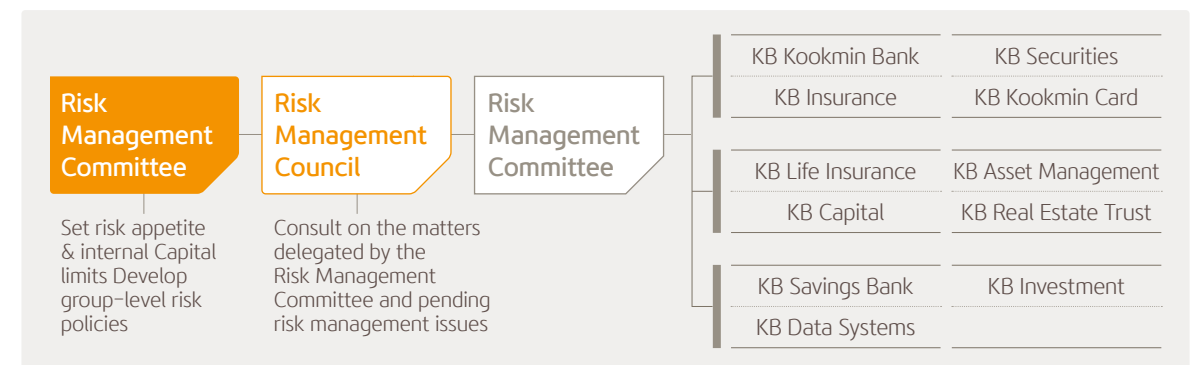 Risk
Management
Committee
Set risk appetite
& internal Capital
limits Develop
group-level risk
policies
Risk
Management
Council
Consult on the matters
delegated by the
Risk Management
Committee and pending
risk management issues
Risk
Management
Committee
KB Kookmin Bank
KB Securities
KB Insurance
KB Kookmin Card
KB Life Insurance
KB Asset Management
KB Capital
KB Real Estate Trust
KB Savings Bank
KB Investment
KB Data Systems